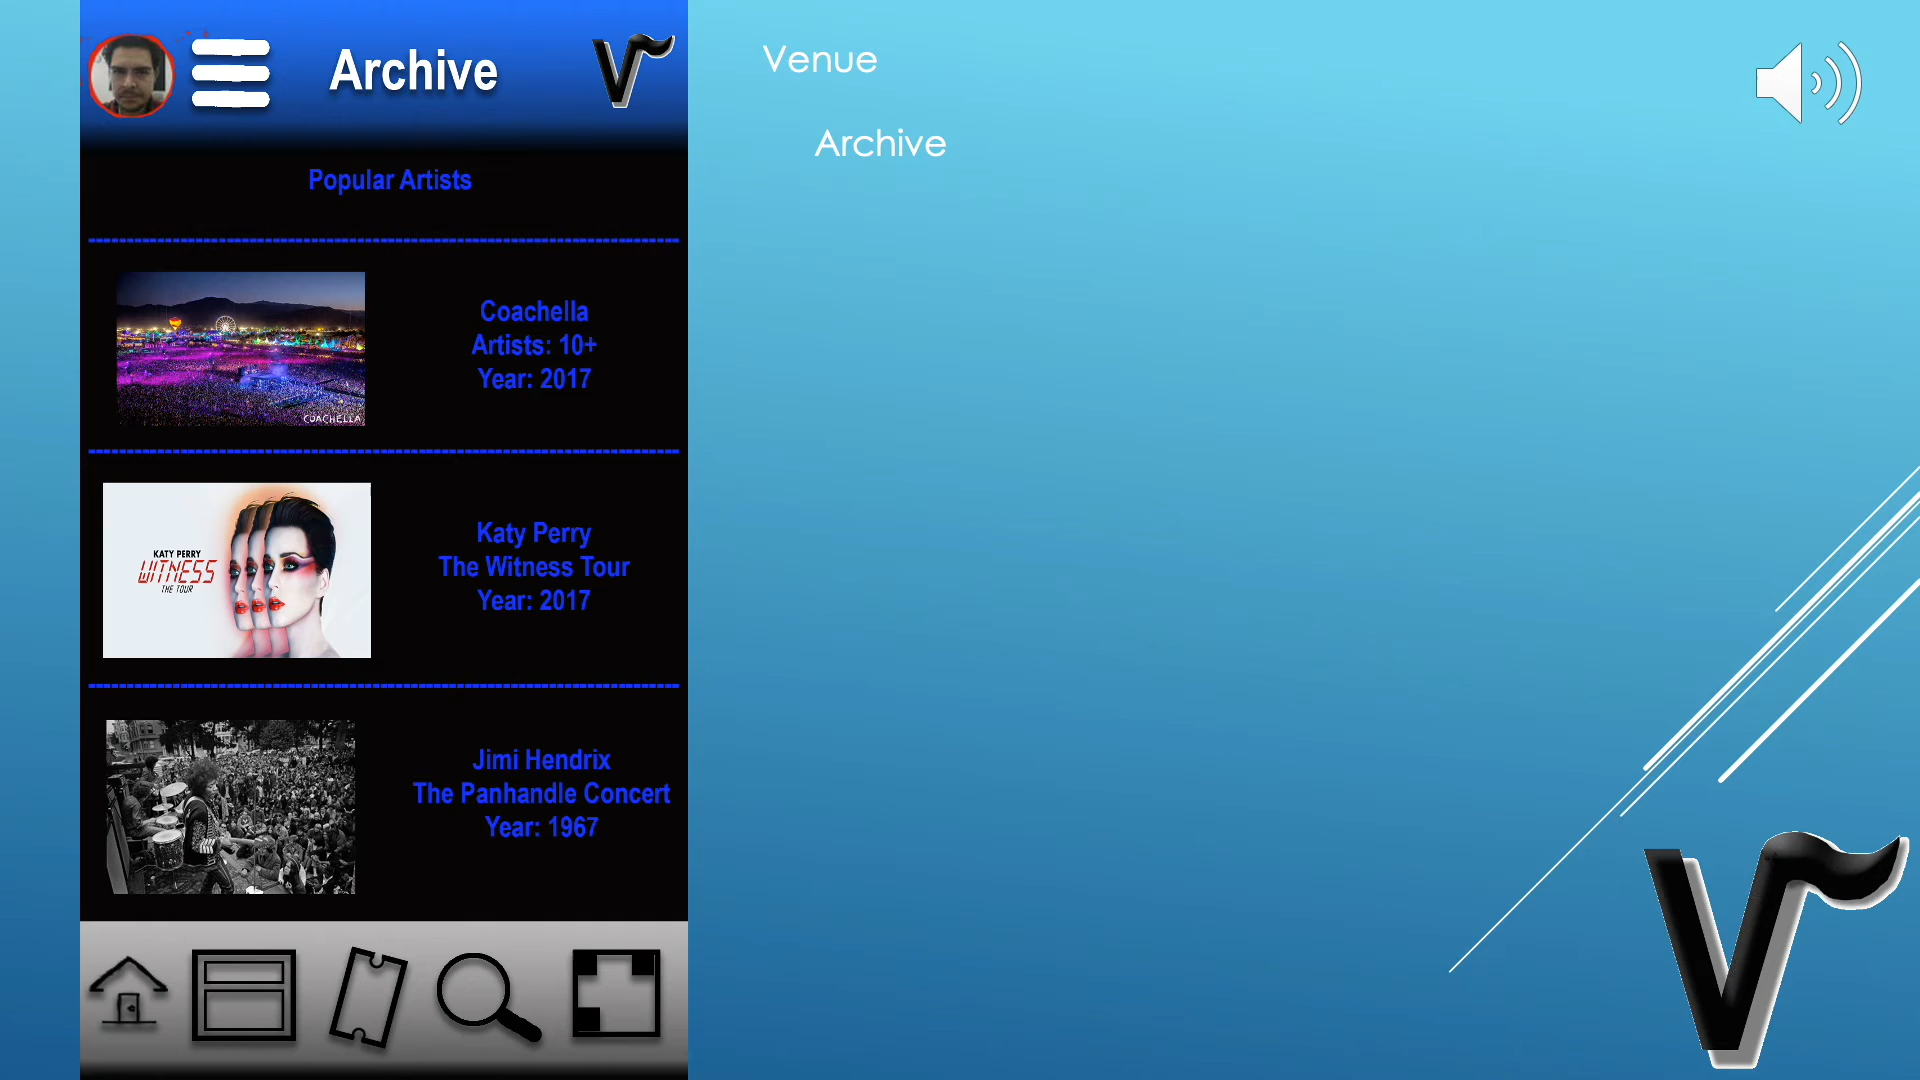 Archive
Popular Artists
Coachella
Artists: 10+
Year: 2017
COACHELLA
KATY PERRY
WITNESS
THE TOUR
Katy Perry
The Witness Tour
Year: 2017
Jimi Hendrix
The Panhandle Concert
Year: 1967
Venue
Archive